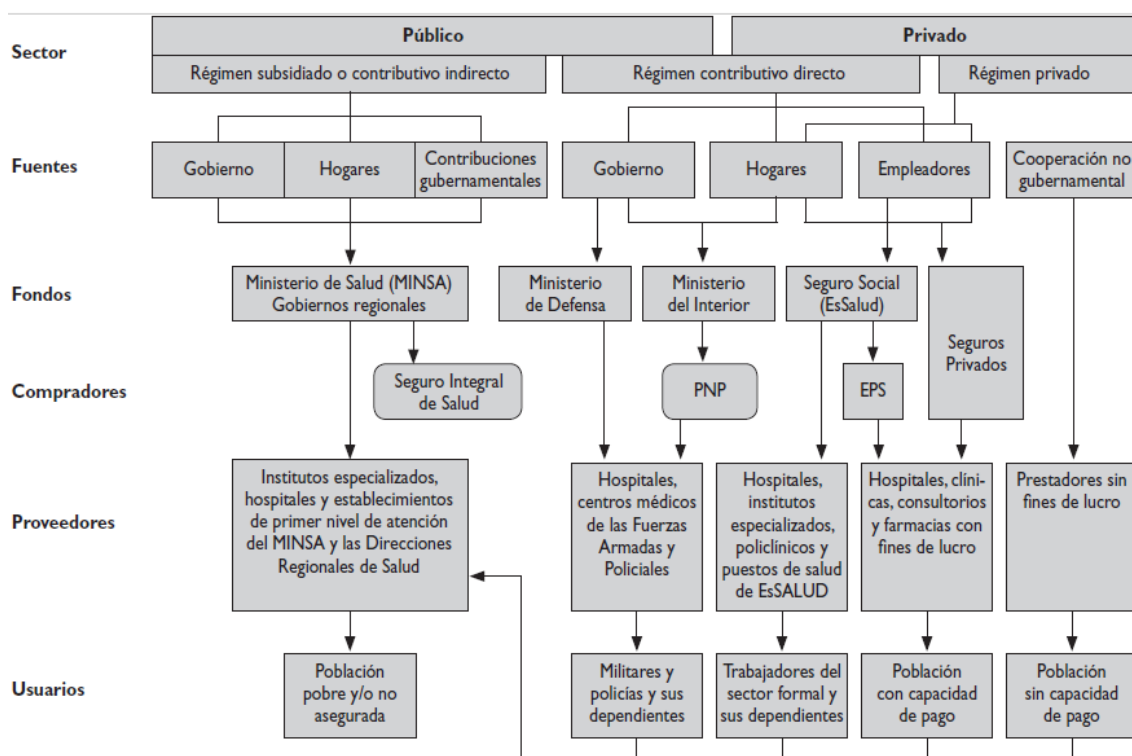 Sector
Público
Privado
Régimen subsidiado o contributivo indirecto
Régimen contributivo directo
Régimen privado
Fuentes
Gobierno
Hogares
Contribuciones
gubernamentales
Gobierno
Hogares
Empleadores
Cooperación no
gubernamental
Fondos
Ministerio de Salud (MINSA)
Gobiernos regionales
Ministerio
de Defensa
Ministerio
del Interior
Seguro Social
(EsSalud)
Seguros
Privados
Compradores
Seguro Integral
de Salud
PNP
EPS
Proveedores
Institutos especializados,
hospitales y establecimientos
de primer nivel de atención
del MINSA y las Direcciones
Regionales de Salud
Hospitales,
centros médicos
de las Fuerzas
Armadas y
Policiales
Hospitales,
institutos
especializados,
policlínicos y
puestos de salud
de EsSALUD
Hospitales, clíni-
cas, consultorios
y farmacias con
fines de lucro
Prestadores sin
fines de lucro
Usuarios
Población
pobre y/o no
asegurada
Militares y
policías y sus
dependientes
Trabajadores del
sector formal y
sus dependientes
Población
con capacidad
de pago
Población
sin capacidad
de pago